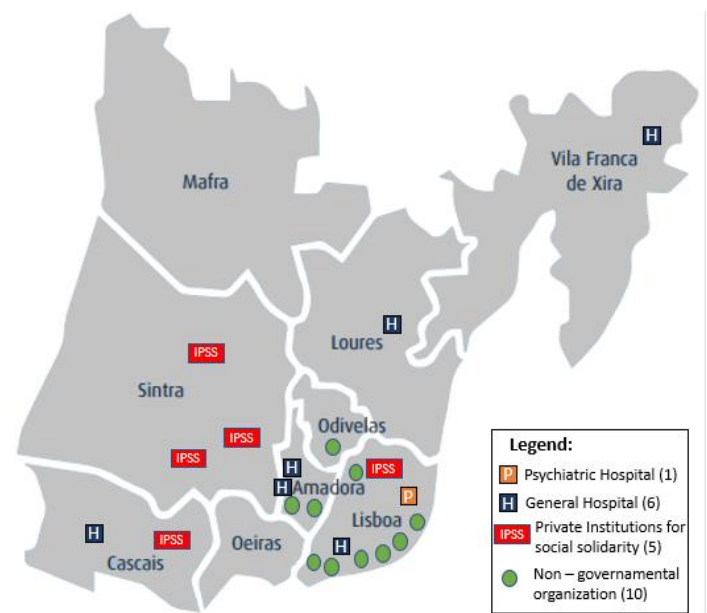 Mafra
Vila Franca
de Xira
H
H
Loures
IPSS
Sintra
IPSS
IPSS
Odivelas
H
H
Amadora
IPSS
P
Lisboa
H
H
IPSS
Cascais
Oeiras
Legend:
P Psychiatric Hospital (1)
H General Hospital (6)
IPSS Private Institutions for
social solidarity (5)
Non – governamental
organization (10)